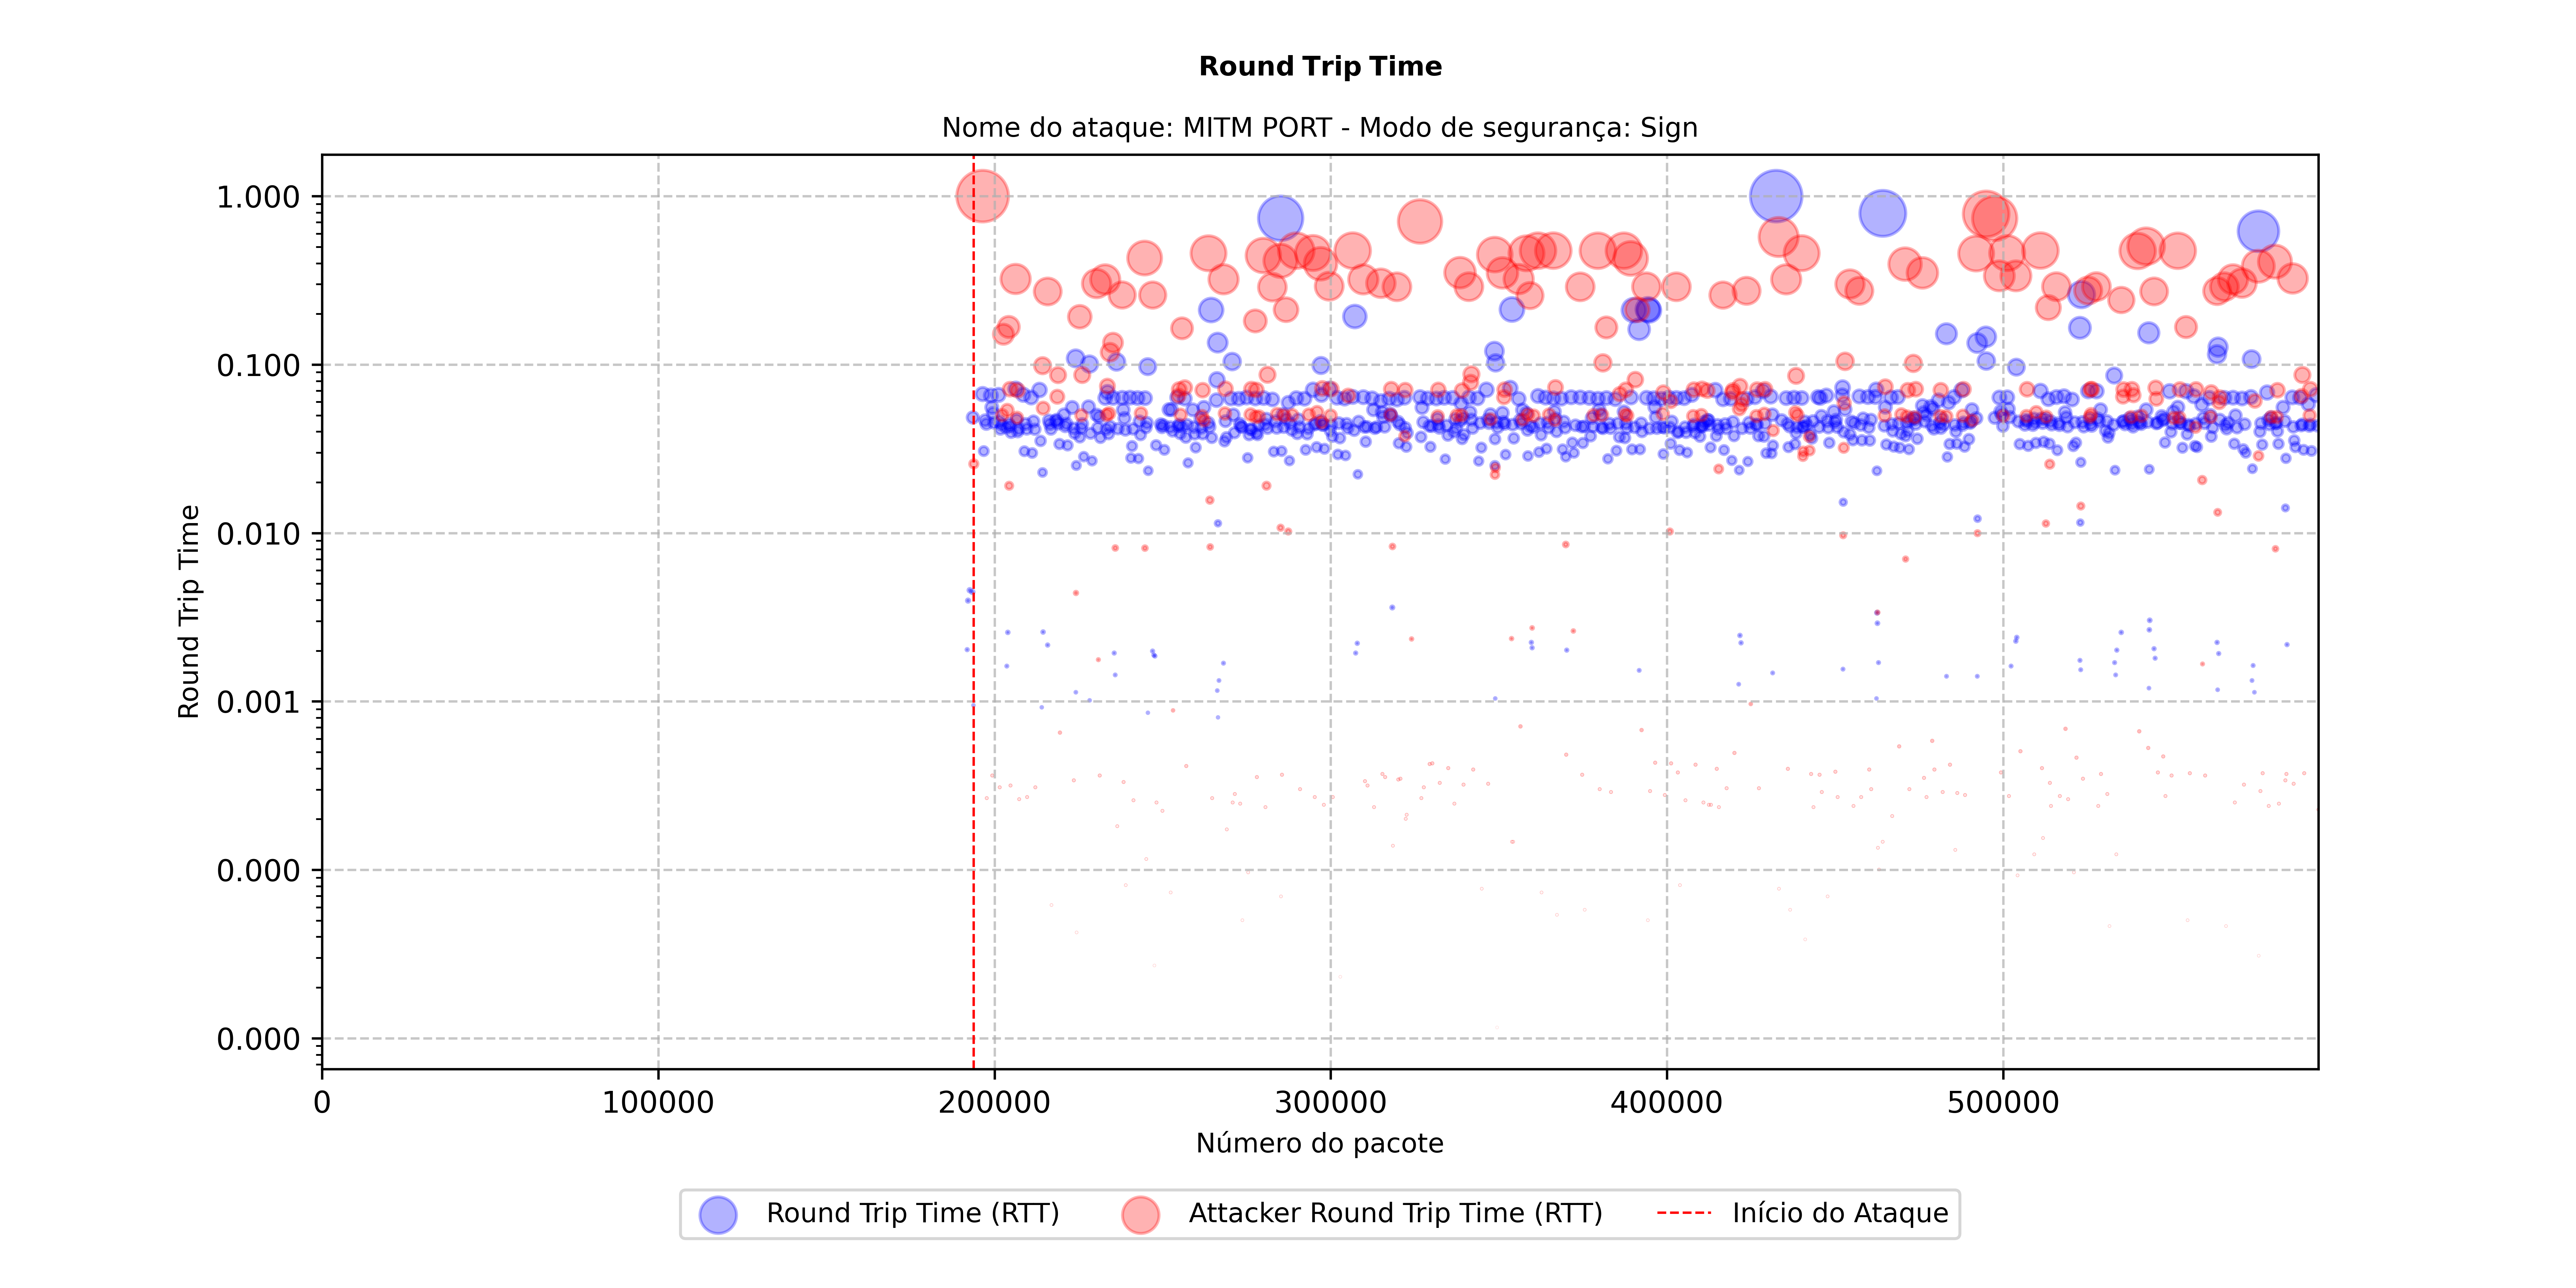 Round Trip Time
Nome do ataque: MITM PORT - Modo de segurança: Sign
1.000
0.100
0.010
0.001
0.000
0.000
Round Trip Time
0 100000 200000 300000 400000 500000
Número do pacote
Round Trip Time (RTT) Attacker Round Trip Time (RTT) Início do Ataque